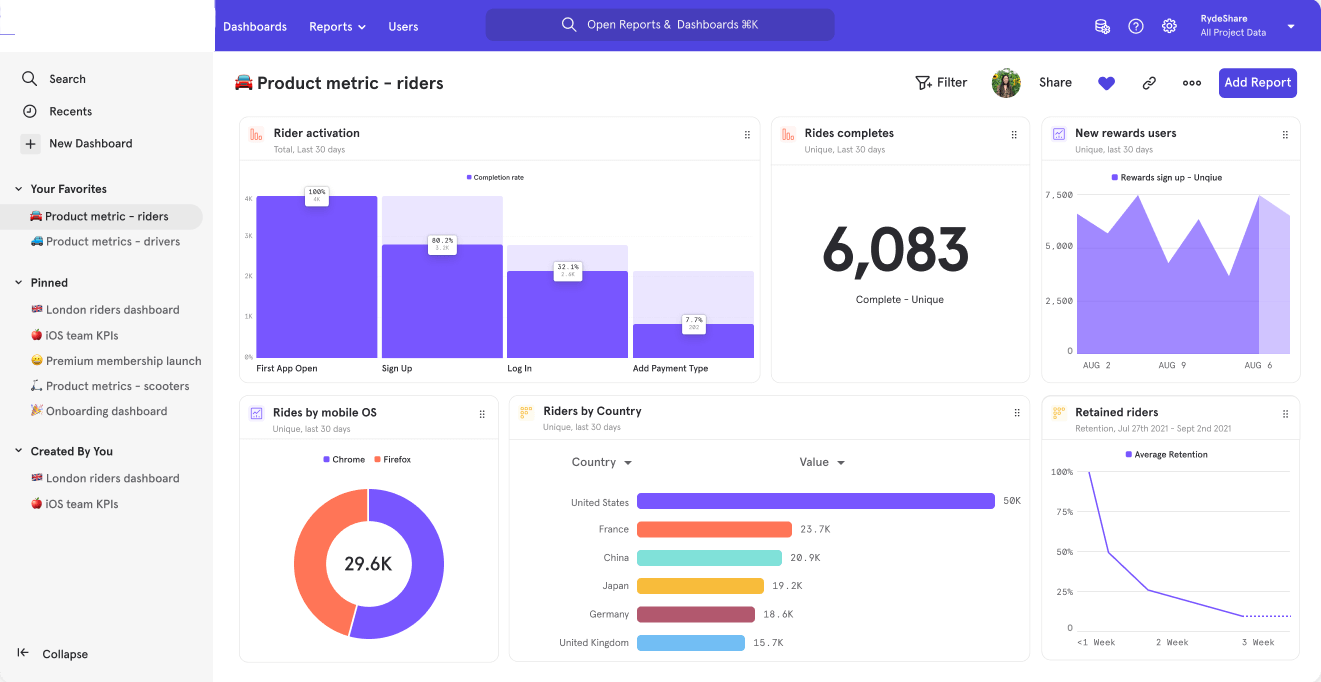 Dashboards Reports Users
Open Reports & Dashboards ⌘K
RydeShare
All Project Data
Search
Recents
New Dashboard
Your Favorites
Product metric - riders
Product metrics - drivers
Pinned
London riders dashboard
iOS team KPIs
Premium membership launch
Product metrics - scooters
Onboarding dashboard
Created By You
London riders dashboard
iOS team KPIs
Collapse
Product metric - riders
Filter
Share
Add Report
Rider activation
Total, Last 30 days
Completion rate
4K
3K
2K
1K
0%
100%
4K
80.2%
3.2K
32.1%
2.6K
7.7%
202
First App Open
Sign Up
Log In
Add Payment Type
Rides completes
Unique, Last 30 days
6,083
Complete - Unique
New rewards users
Unique, last 30 days
Rewards sign up - Unqiue
7,500
5,000
2,500
0
AUG 2
AUG 9
AUG 6
Rides by mobile OS
Unique, last 30 days
Chrome
Firefox
29.6K
Riders by Country
Unique, last 30 days
Country
Value
United States 50K
France 23.7K
China 20.9K
Japan 19.2K
Germany 18.6K
United Kingdom 15.7K
Retained riders
Retention, Jul 27th 2021 - Sept 2nd 2021
Average Retention
100%
75%
50%
25%
0
<1 Week
2 Week
3 Week